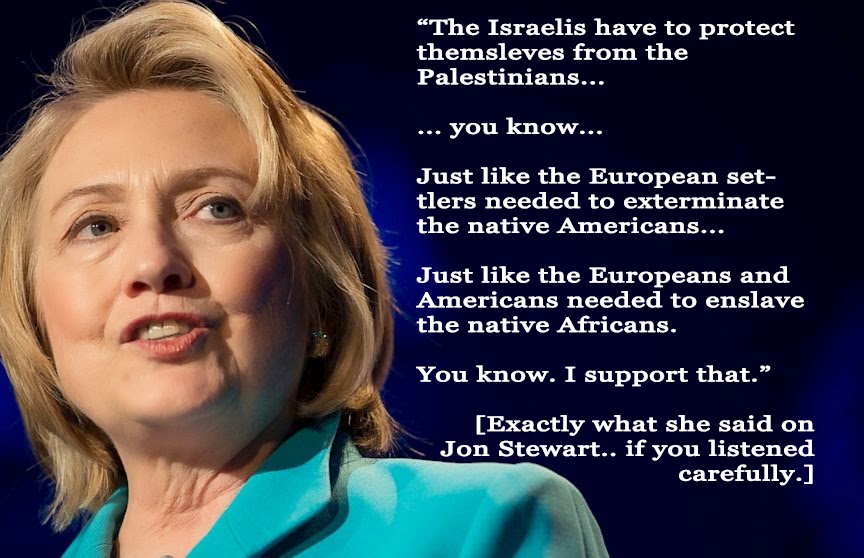 “The Israelis have to protect
themsleves from the
Palestinians...
... you know...
Just like the European set-
tlers needed to exterminate
the native Americans...
Just like the Europeans and
Americans needed to enslave
the native Africans.
You know. I support that.”
[Exactly what she said on
Jon Stewart.. if you listened
carefully.]